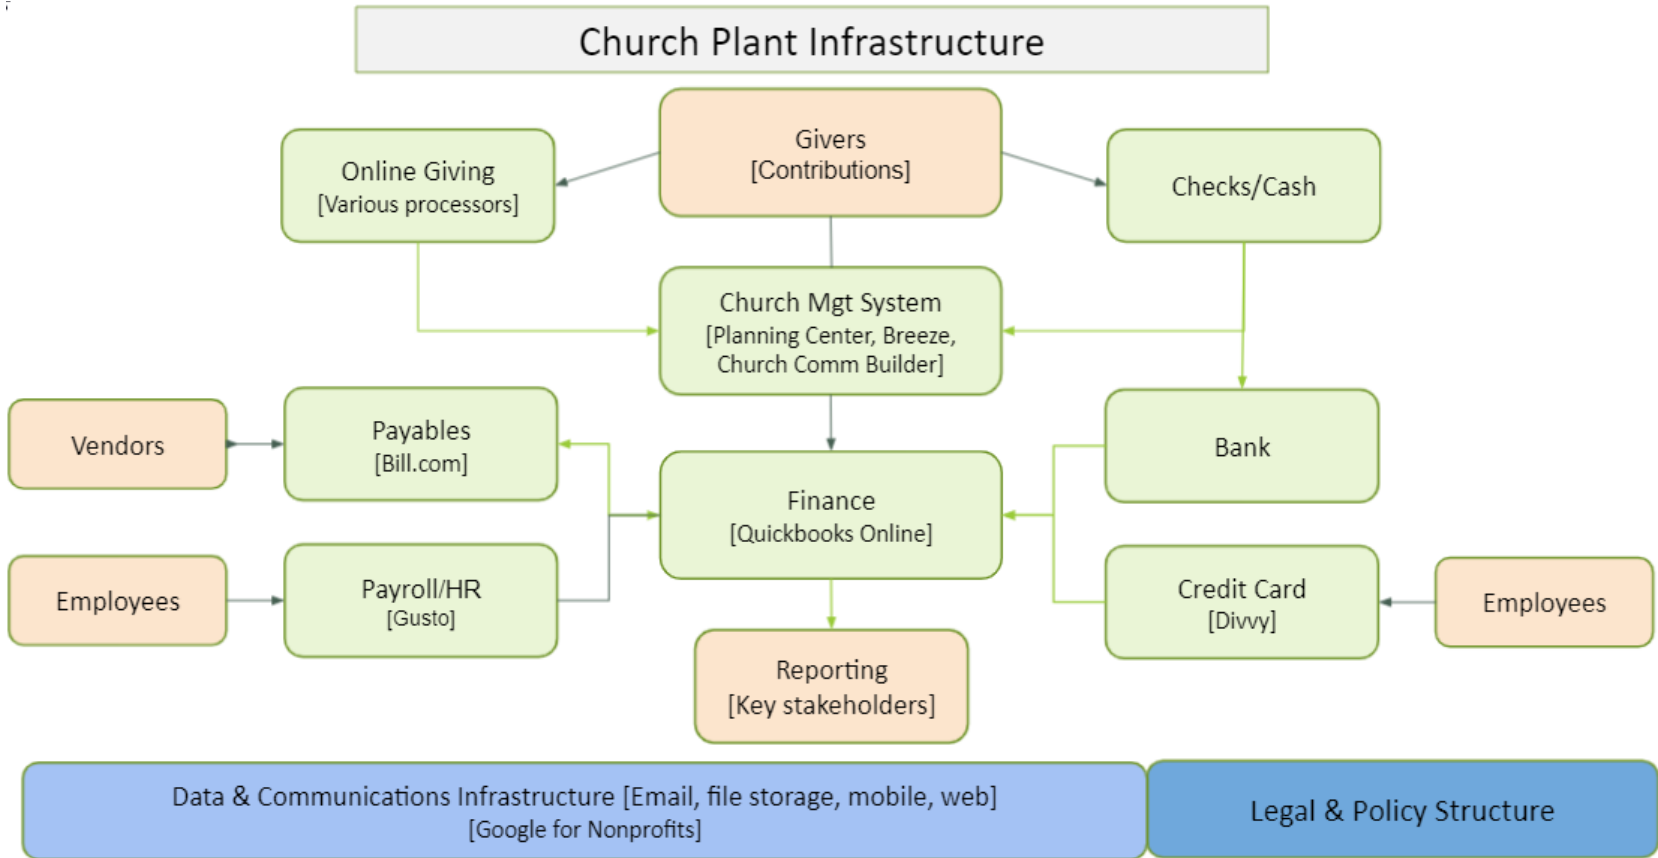 Church Plant Infrastructure
Givers
[Contributions]
Online Giving
[Various processors]
Checks/Cash
Church Mgt System
[Planning Center, Breeze,
Church Comm Builder]
Vendors
Payables
[Bill.com]
Bank
Finance
[Quickbooks Online]
Employees
Payroll/HR
[Gusto]
Credit Card
[Divvy]
Employees
Reporting
[Key stakeholders]
Data & Communications Infrastructure [Email, file storage, mobile, web]
[Google for Nonprofits]
Legal & Policy Structure